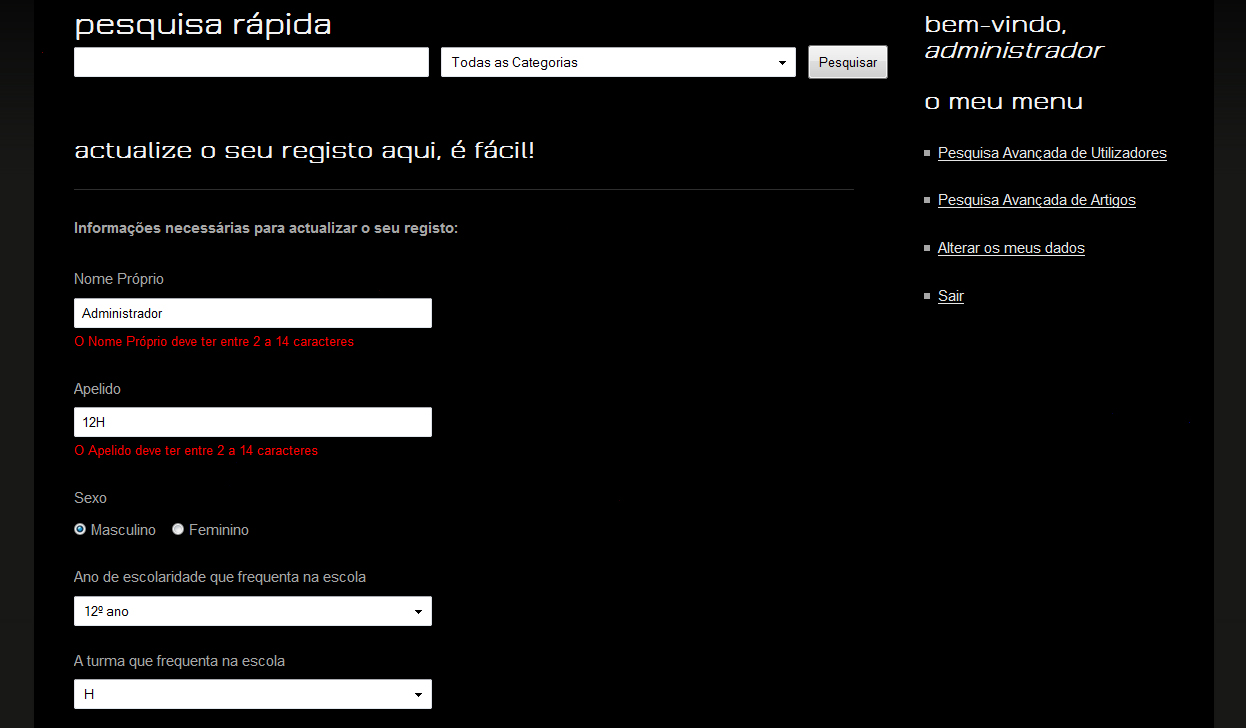 pesquisa rápida
Todas as Categorias
Pesquisar
actualize o seu registo aqui, é fácil!
Informações necessárias para actualizar o seu registo:
Nome Próprio
Administrador
O Nome Próprio deve ter entre 2 a 14 caracteres
Apelido
12H
O Apelido deve ter entre 2 a 14 caracteres
Sexo
Masculino Feminino
Ano de escolaridade que frequenta na escola
12º ano
A turma que frequenta na escola
H
bem-vindo,
administrador
o meu menu
Pesquisa Avançada de Utilizadores
Pesquisa Avançada de Artigos
Alterar os meus dados
Sair